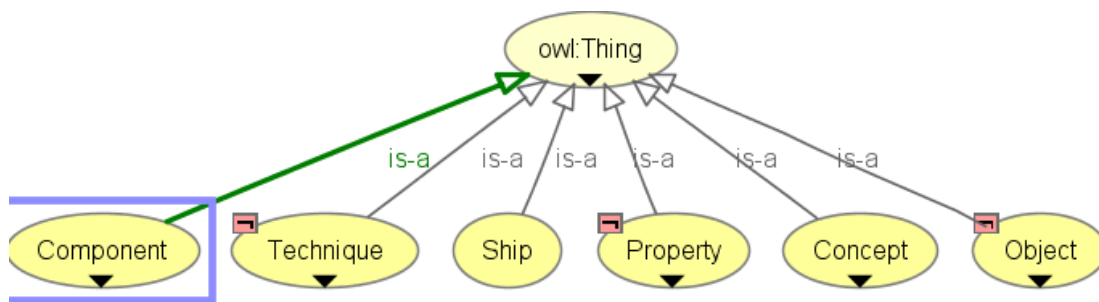 owl:Thing
is-a is-a is-a is-a is-a is-a
Component Technique Ship Property Concept Object